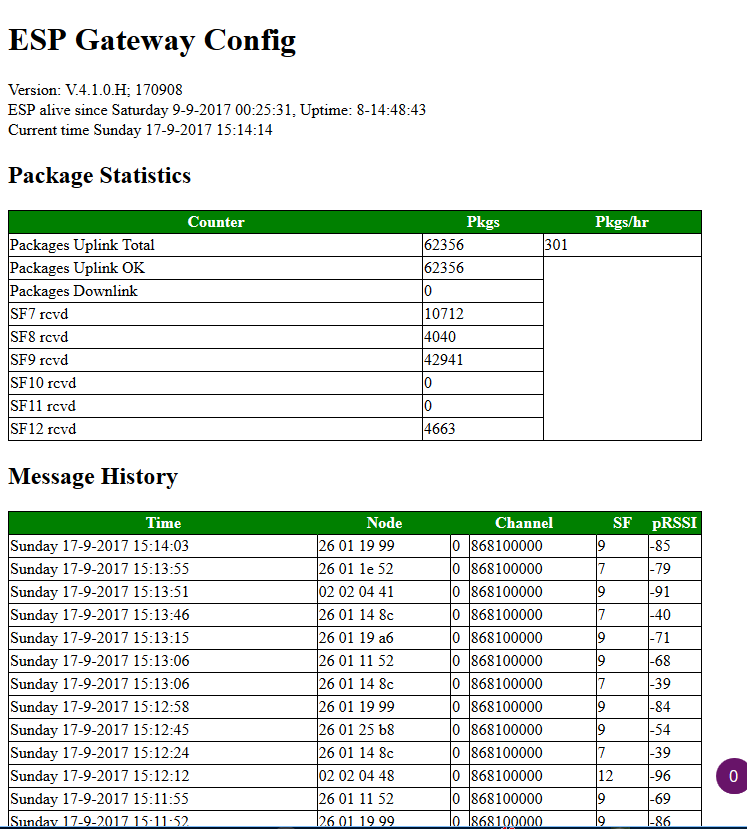 ESP Gateway Config
Version: V.4.1.0.H; 170908
ESP alive since Saturday 9-9-2017 00:25:31, Uptime: 8-14:48:43
Current time Sunday 17-9-2017 15:14:14
Package Statistics
Counter Pkgs Pkgs/hr
Packages Uplink Total 62356 301
Packages Uplink OK 62356
Packages Downlink 0
SF7 rcvd 10712
SF8 rcvd 4040
SF9 rcvd 42941
SF10 rcvd 0
SF11 rcvd 0
SF12 rcvd 4663
Message History
Time Node Channel SF pRSSI
Sunday 17-9-2017 15:14:03 26 01 19 99 0 868100000 9 -85
Sunday 17-9-2017 15:13:55 26 01 1e 52 0 868100000 7 -79
Sunday 17-9-2017 15:13:51 02 02 04 41 0 868100000 9 -91
Sunday 17-9-2017 15:13:46 26 01 14 8c 0 868100000 7 -40
Sunday 17-9-2017 15:13:15 26 01 19 a6 0 868100000 9 -71
Sunday 17-9-2017 15:13:06 26 01 11 52 0 868100000 9 -68
Sunday 17-9-2017 15:13:06 26 01 14 8c 0 868100000 7 -39
Sunday 17-9-2017 15:12:58 26 01 19 99 0 868100000 9 -84
Sunday 17-9-2017 15:12:45 26 01 25 b8 0 868100000 9 -54
Sunday 17-9-2017 15:12:24 26 01 14 8c 0 868100000 7 -39
Sunday 17-9-2017 15:12:12 02 02 04 48 0 868100000 12 -96
0
Sunday 17-9-2017 15:11:55 26 01 11 52 0 868100000 9 -69
Sunday 17-9-2017 15:11:52 26 01 19 99 0 868100000 9 -86